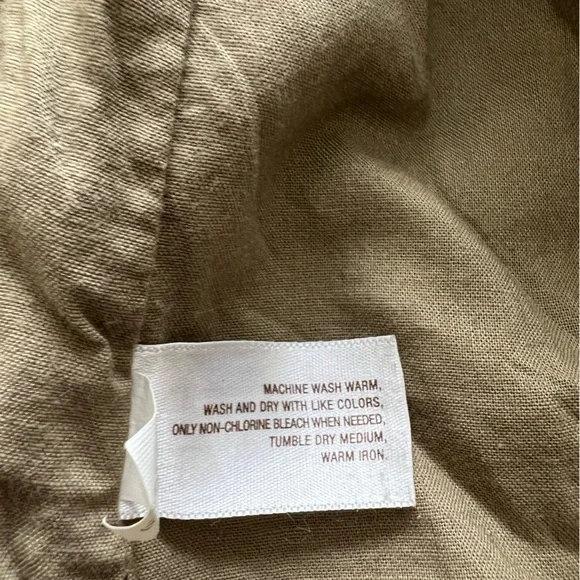 MACHINE WASH WARM,
WASH AND DRY WITH LIKE COLORS,
ONLY NON-CHLORINE BLEACH WHEN NEEDED,
TUMBLE DRY MEDIUM,
WARM IRON.